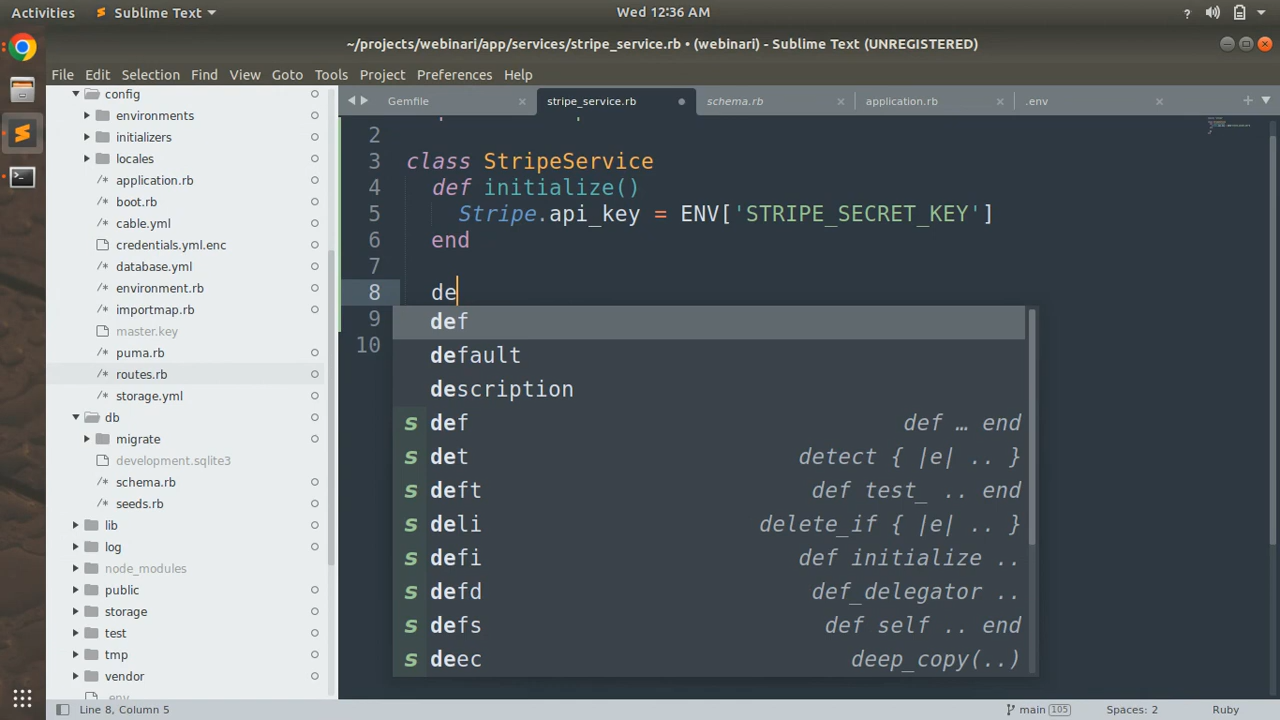 Activities
Sublime Text
Wed 12:36 AM
?
~/projects/webinari/app/services/stripe_service.rb • (webinari) - Sublime Text (UNREGISTERED)
File Edit Selection Find View Goto Tools Project Preferences Help
config
environments
initializers
locales
/* application.rb
/* boot.rb
/* cable.yml
/* credentials.yml.enc
/* database.yml
/* environment.rb
/* importmap.rb
master.key
/* puma.rb
/* routes.rb
/* storage.yml
db
migrate
development.sqlite3
/* schema.rb
/* seeds.rb
lib
log
node_modules
public
storage
test
tmp
vendor
.env
Gemfile
stripe_service.rb
schema.rb
application.rb
.env
2
3 class StripeService
4 def initialize()
5 Stripe.api_key = ENV['STRIPE_SECRET_KEY']
6 end
7
8 de
9
10
def
default
description
s def def … end
s det detect { |e| .. }
s deft def test_ .. end
s deli delete_if { |e| .. }
s defi def initialize ..
s defd def_delegator ..
s defs def self .. end
s deec deep_copy(..)
Line 8, Column 5
main 105
Spaces: 2
Ruby